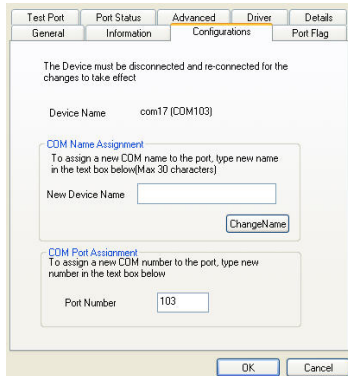 Test Port Port Status Advanced Driver Details
General Information Configurations Port Flag
The Device must be disconnected and re-connected for the
changes to take effect
Device Name com17 (COM103)
COM Name Assignment
To assign a new COM name to the port, type new name
in the text box below(Max 30 characters)
New Device Name
ChangeName
COM Port Assignment
To assign a new COM number to the port, type new
number in the text box below
Port Number 103
OK Cancel